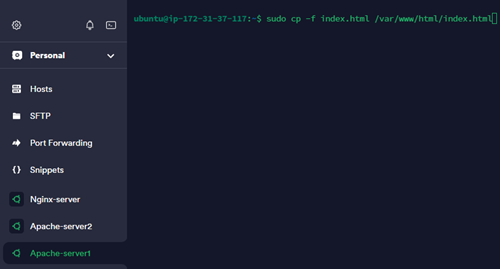 ubuntu@ip-172-31-37-117:~$ sudo cp -f index.html /var/www/html/index.html
Personal
Hosts
SFTP
Port Forwarding
{} Snippets
Nginx-server
Apache-server2
Apache-server1